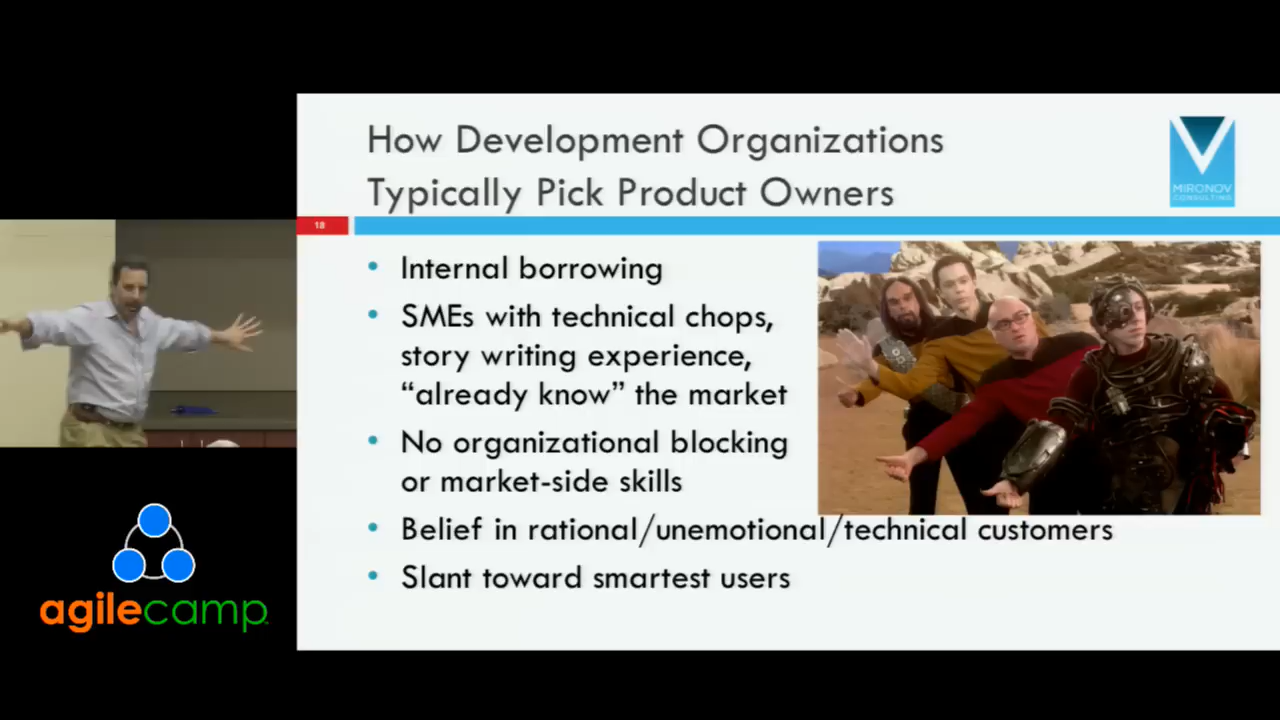 How Development Organizations
Typically Pick Product Owners
MIRONOV
CONSULTING
18
• Internal borrowing
• SMEs with technical chops,
story writing experience,
“already know” the market
• No organizational blocking
or market-side skills
• Belief in rational/unemotional/technical customers
• Slant toward smartest users
agilecamp